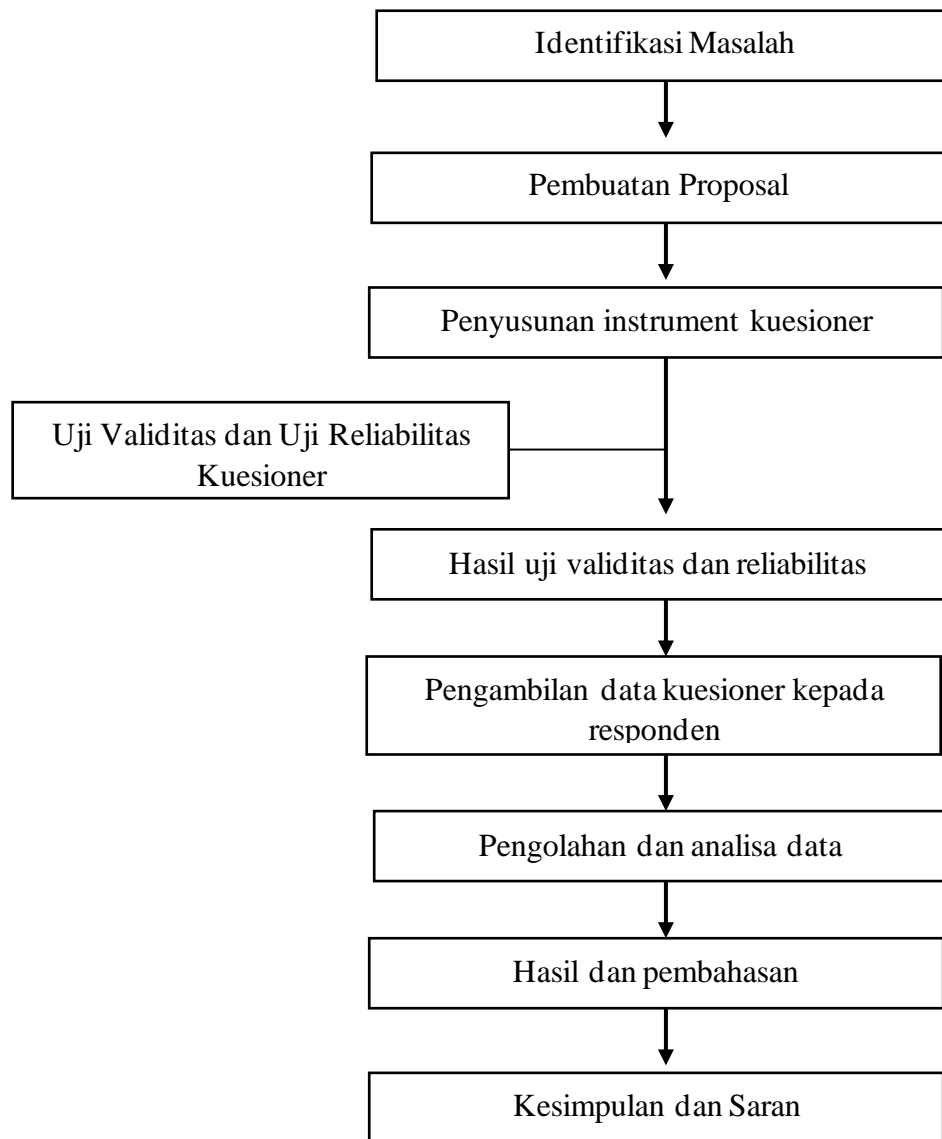 Identifikasi Masalah
Pembuatan Proposal
Penyusunan instrument kuesioner
Uji Validitas dan Uji Reliabilitas
Kuesioner
Hasil uji validitas dan reliabilitas
Pengambilan data kuesioner kepada
responden
Pengolahan dan analisa data
Hasil dan pembahasan
Kesimpulan dan Saran